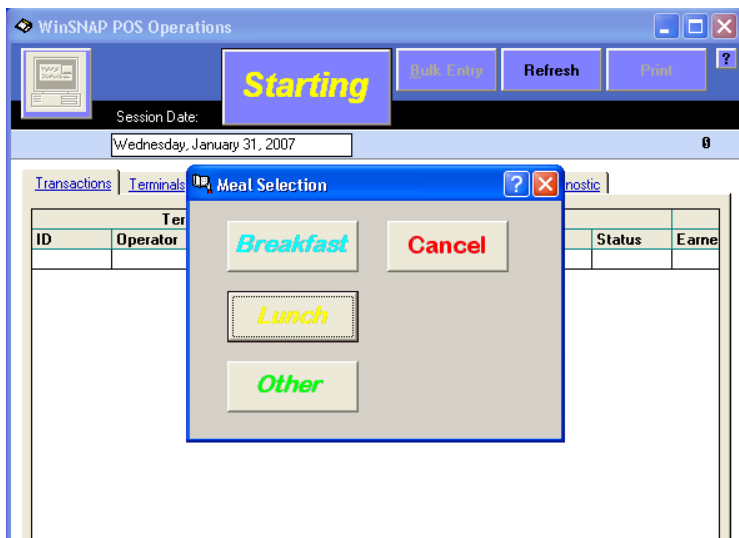 WinSNAP POS Operations
Starting
Bulk Entry
Refresh
Print
?
Session Date:
Wednesday, January 31, 2007
0
Transactions
Terminals
Meal Selection
?
nostic
Ter
ID
Operator
Status
Earne
Breakfast
Cancel
Lunch
Other